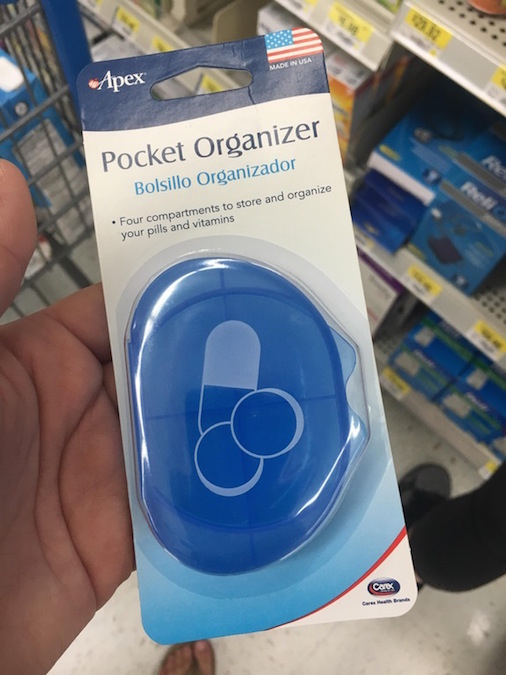 Apex
MADE IN USA
Pocket Organizer
Bolsillo Organizador
• Four compartments to store and organize
your pills and vitamins
Carex
Carex Health Brands